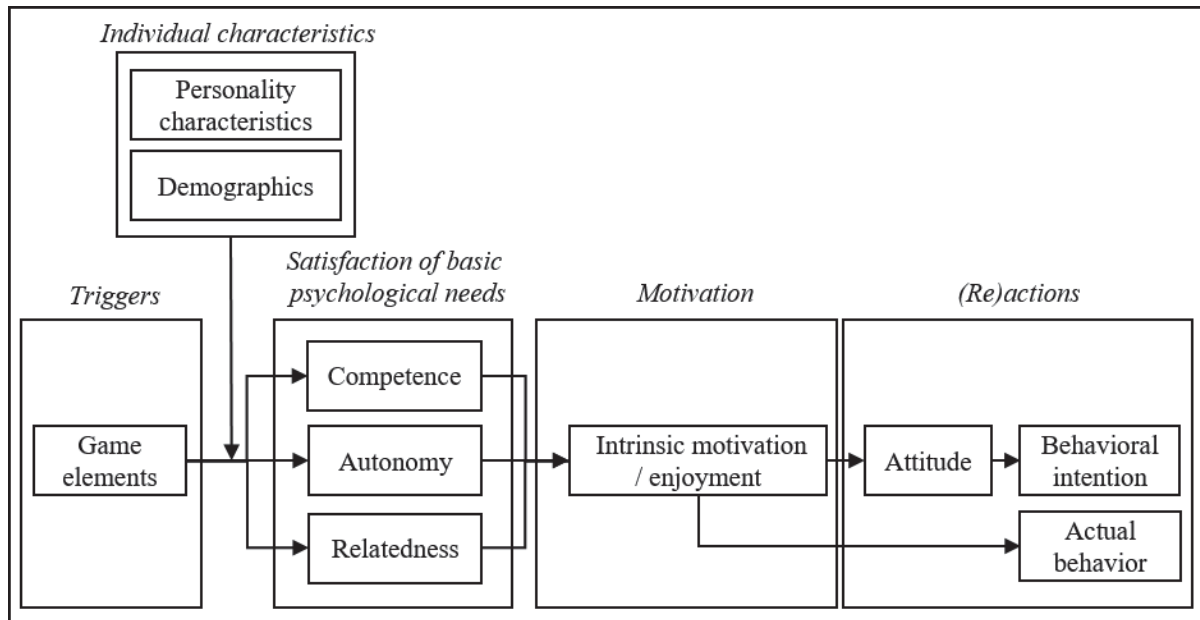 Individual characteristics
Personality
characteristics
Demographics
Triggers
Satisfaction of basic
psychological needs
Motivation
(Re)actions
Game
elements
Competence
Autonomy
Relatedness
Intrinsic motivation
/ enjoyment
Attitude
Behavioral
intention
Actual
behavior